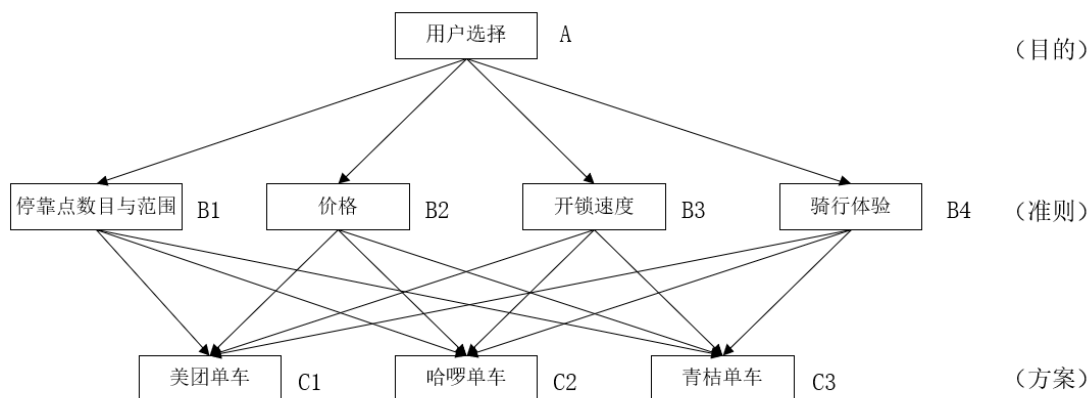 用户选择 A （目的）
停靠点数目与范围 B1 价格 B2 开锁速度 B3 骑行体验 B4 （准则）
美团单车 C1 哈啰单车 C2 青桔单车 C3 （方案）